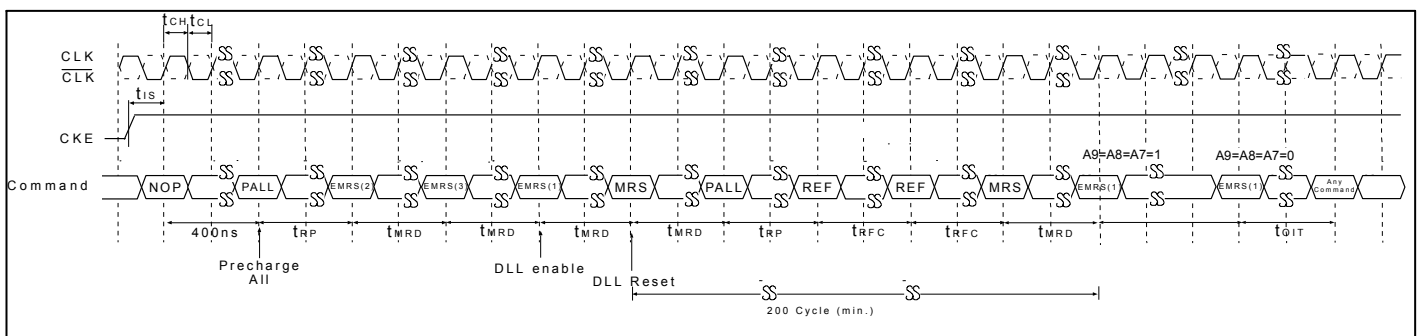 tCH tCL
CLK
CLK
tIS
CKE
A9=A8=A7=1 A9=A8=A7=0
Command NOP PALL EMRS(2) EMRS(3) EMRS(1) MRS PALL REF REF MRS EMRS(1) EMRS(1) Any Command
400ns tRP tMRD tMRD tMRD tMRD tRP tRFC tRFC tMRD tOIT
Precharge All
DLL enable
DLL Reset
200 Cycle (min.)